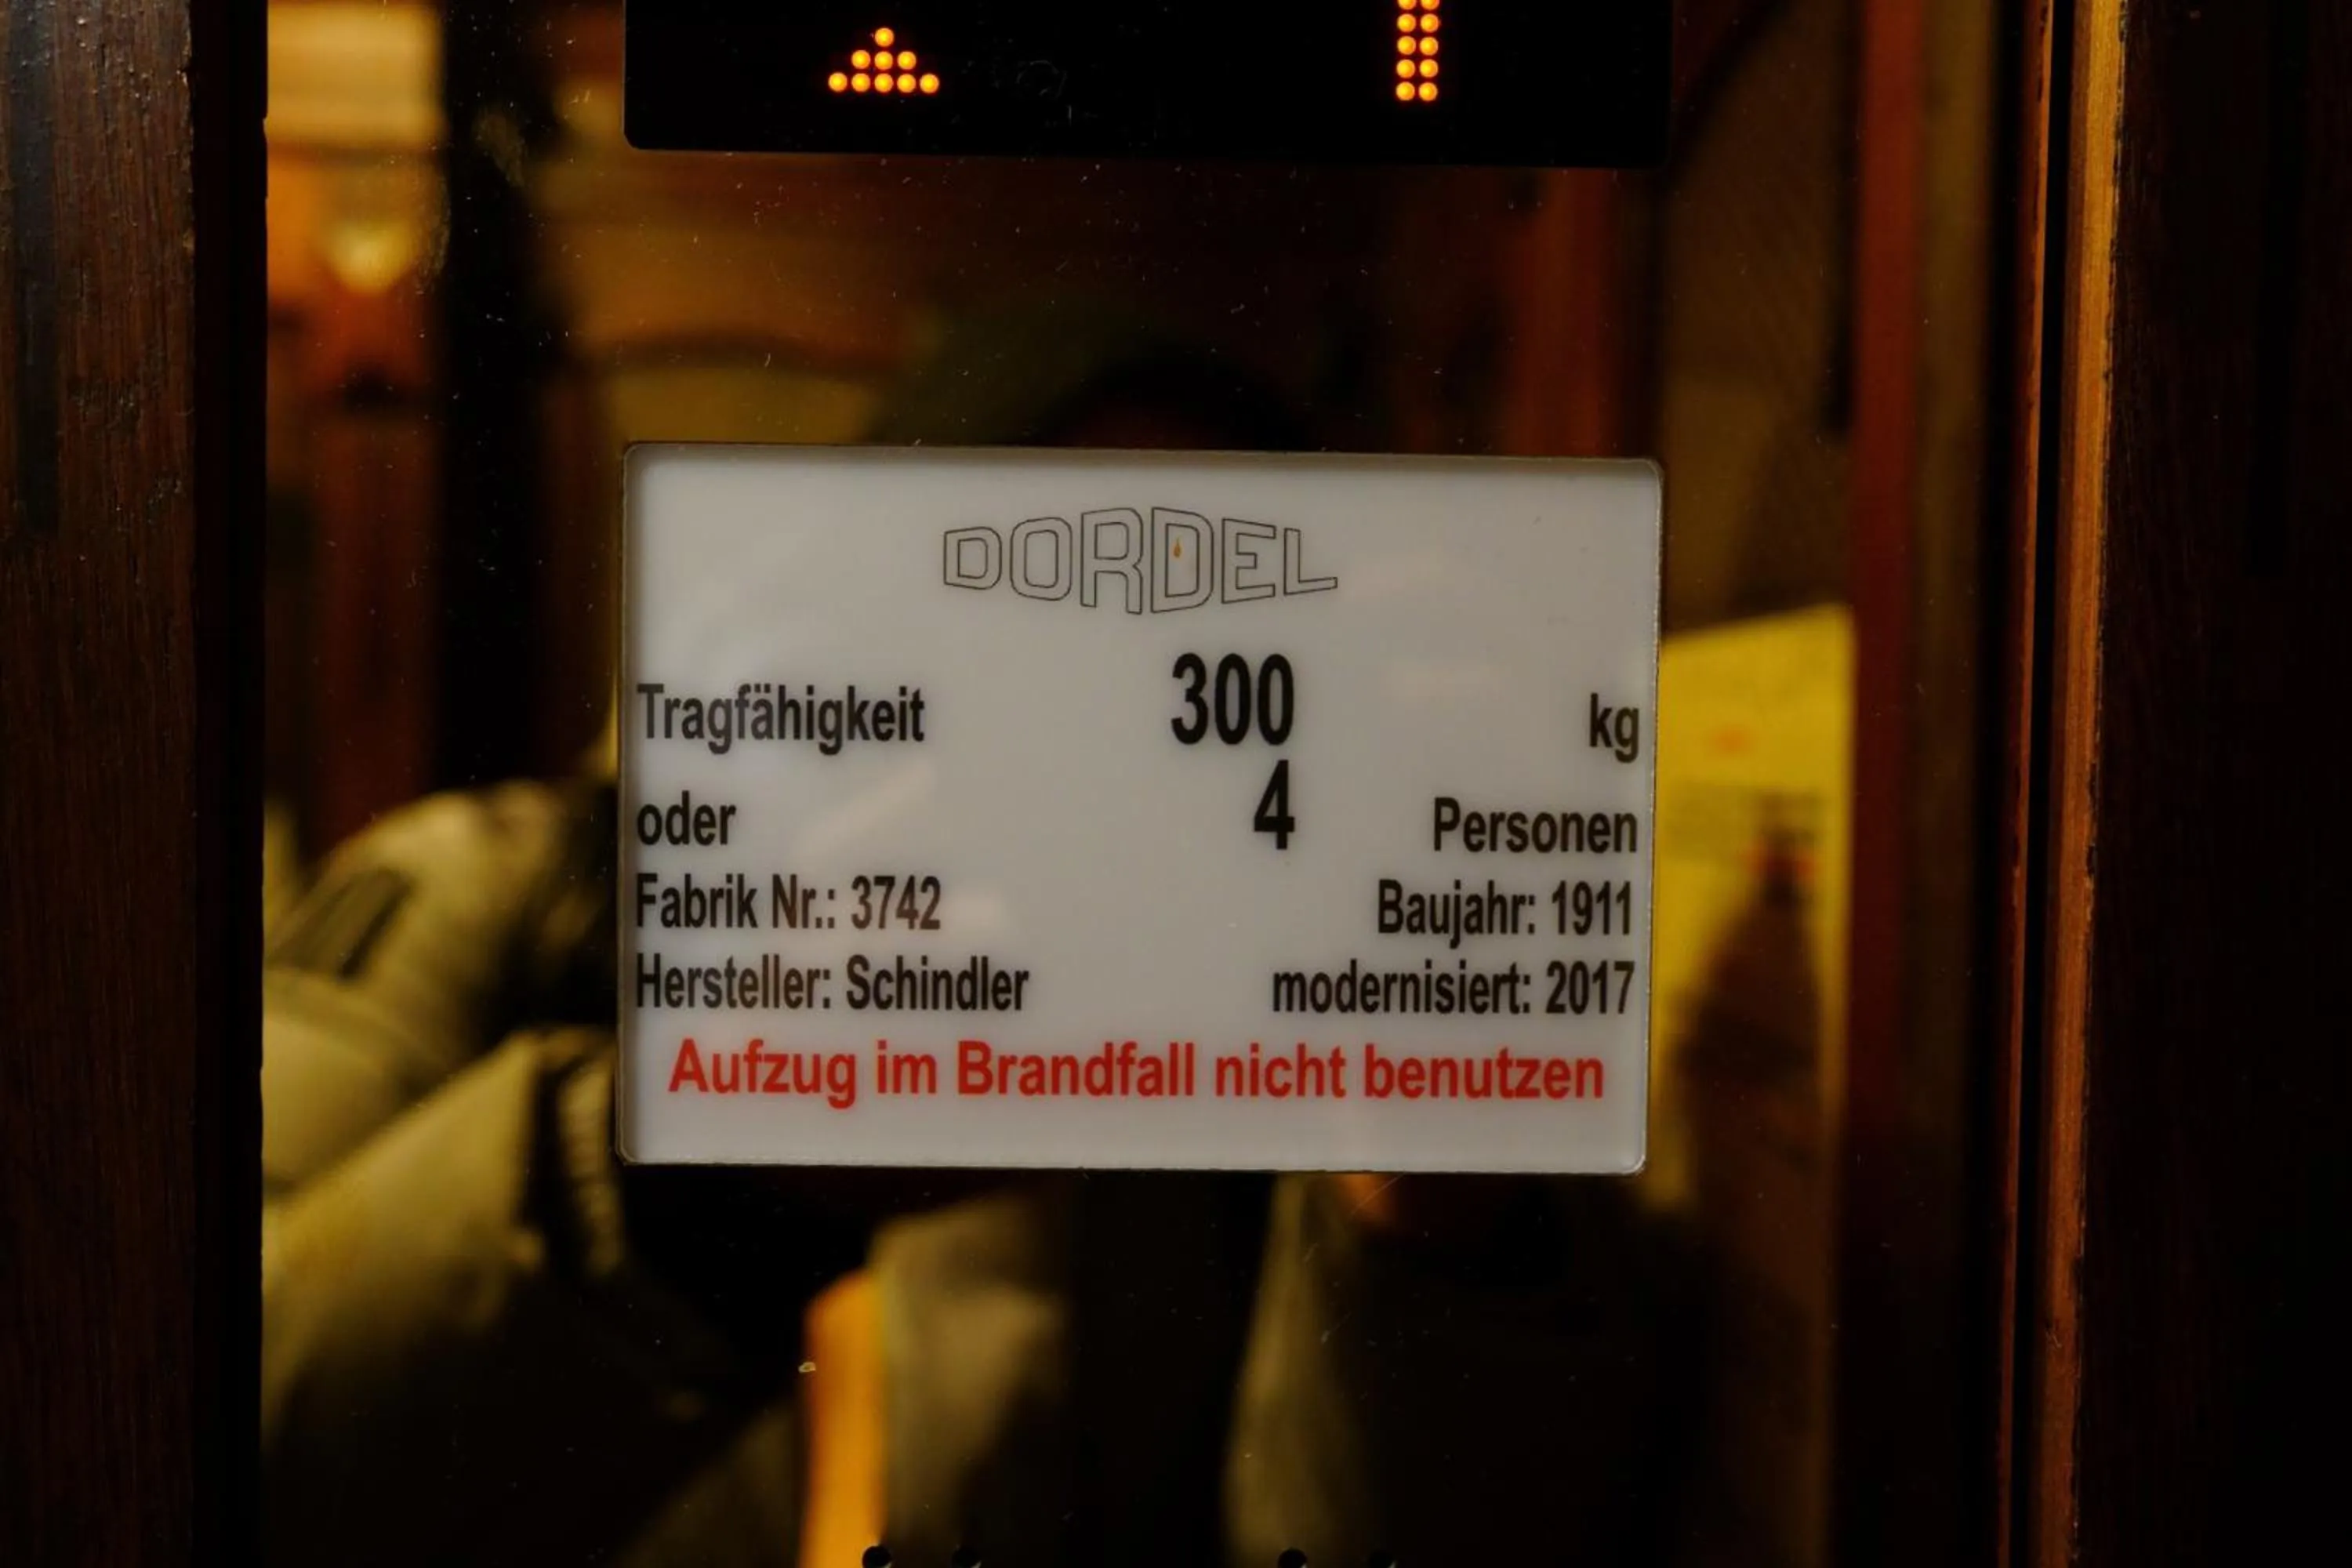 DORDEL
Tragfähigkeit 300 kg
oder 4 Personen
Fabrik Nr.: 3742 Baujahr: 1911
Hersteller: Schindler modernisiert: 2017
Aufzug im Brandfall nicht benutzen